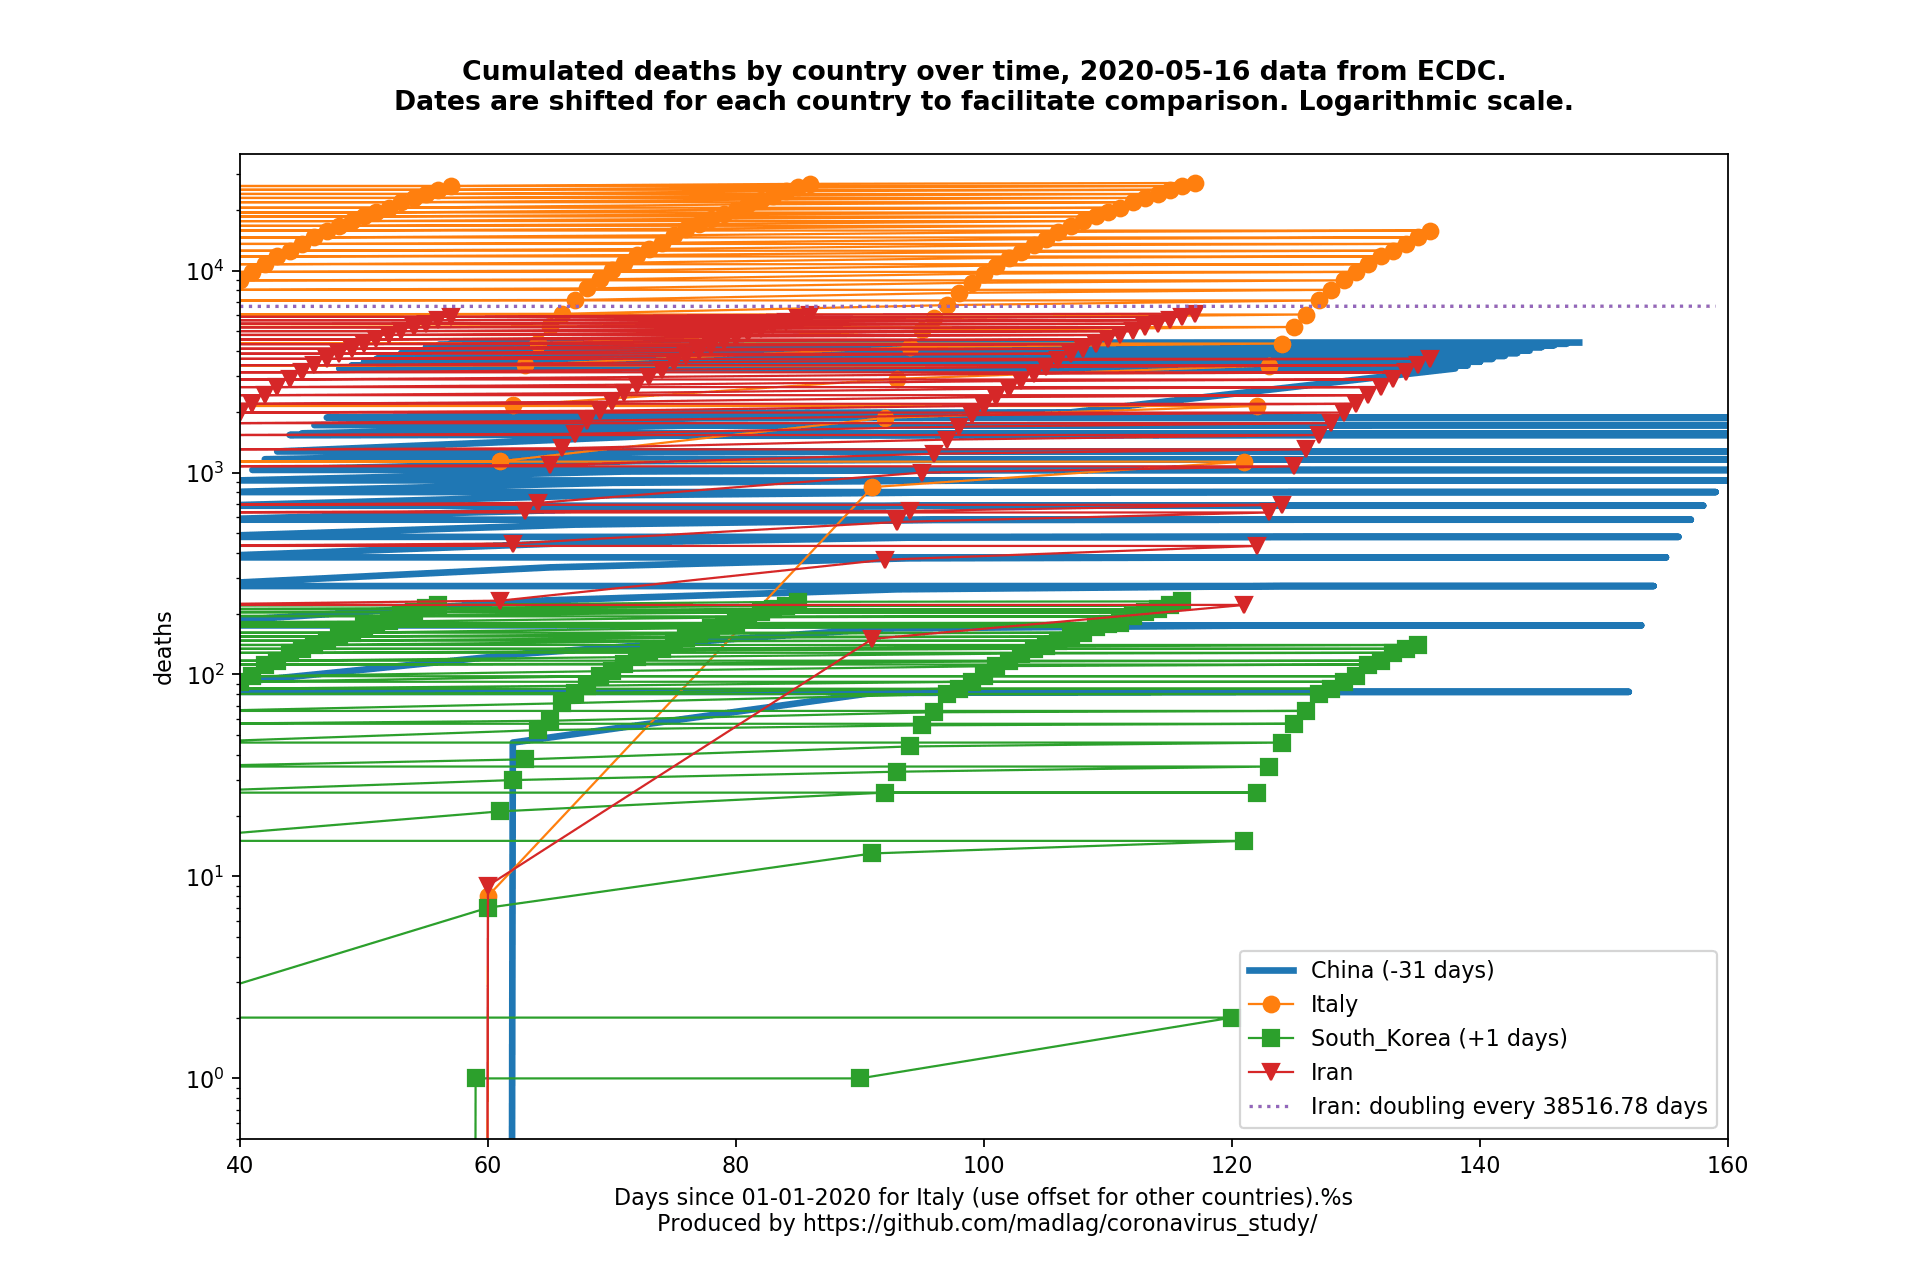 Cumulated deaths by country over time, 2020-05-16 data from ECDC.
Dates are shifted for each country to facilitate comparison. Logarithmic scale.
deaths
10⁴
10³
10²
10¹
10⁰
40 60 80 100 120 140 160
China (-31 days)
Italy
South_Korea (+1 days)
Iran
Iran: doubling every 38516.78 days
Days since 01-01-2020 for Italy (use offset for other countries).%s
Produced by https://github.com/madlag/coronavirus_study/